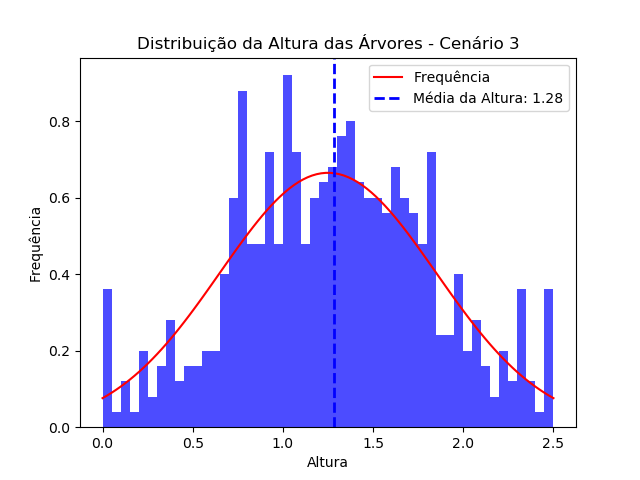 Distribuição da Altura das Árvores - Cenário 3
Frequência
Média da Altura: 1.28
Frequência
0.8
0.6
0.4
0.2
0.0
0.0 0.5 1.0 1.5 2.0 2.5
Altura